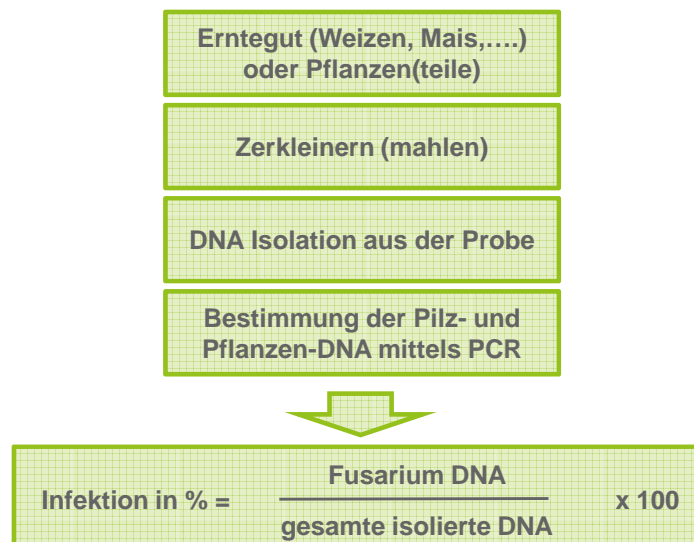 Erntegut (Weizen, Mais,….)
oder Pflanzen(teile)
Zerkleinern (mahlen)
DNA Isolation aus der Probe
Bestimmung der Pilz- und
Pflanzen-DNA mittels PCR
Fusarium DNA
Infektion in % = x 100
gesamte isolierte DNA